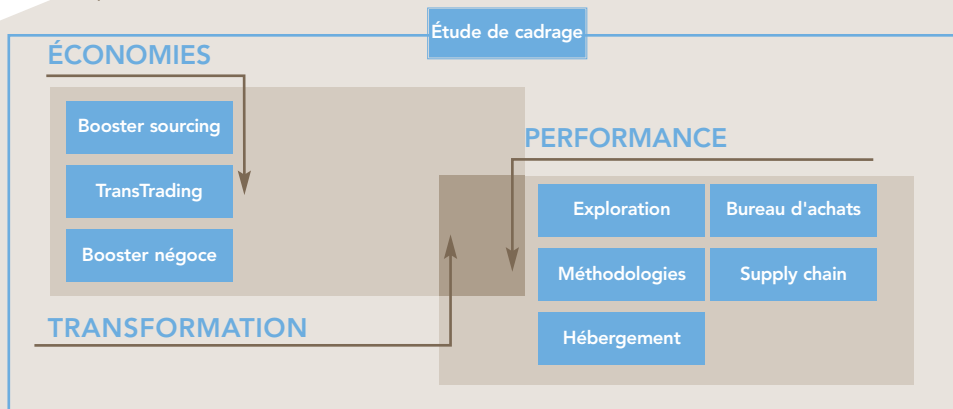 Étude de cadrage
ÉCONOMIES
Booster sourcing
TransTrading
Booster négoce
PERFORMANCE
Exploration
Bureau d'achats
Méthodologies
Supply chain
Hébergement
TRANSFORMATION